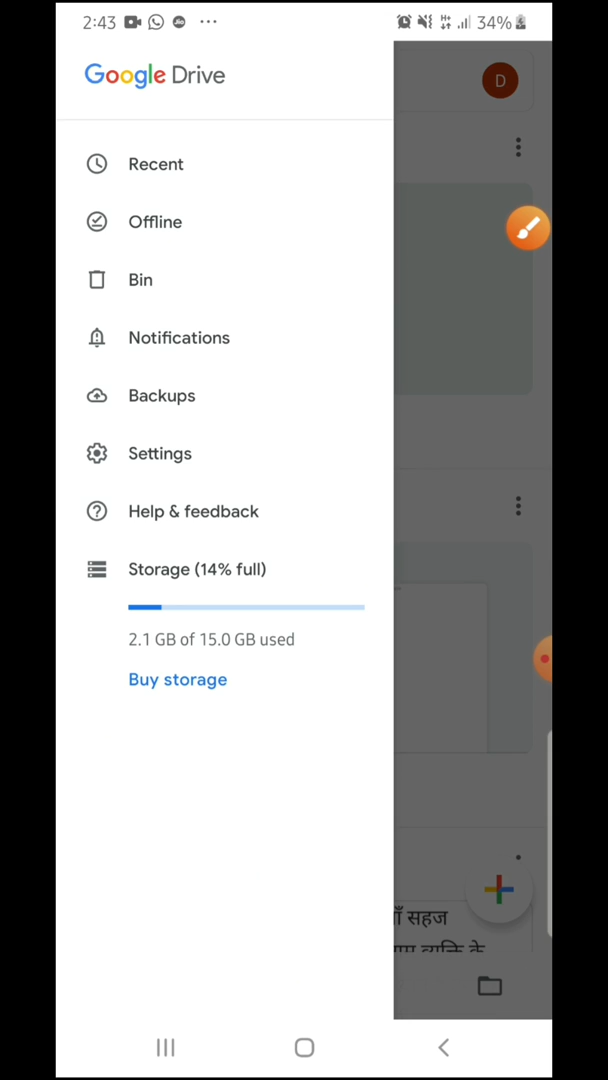 2:43 34%
Google Drive
D
Recent
Offline
Bin
Notifications
Backups
Settings
Help & feedback
Storage (14% full)
2.1 GB of 15.0 GB used
Buy storage
सहज
व्यक्ति के